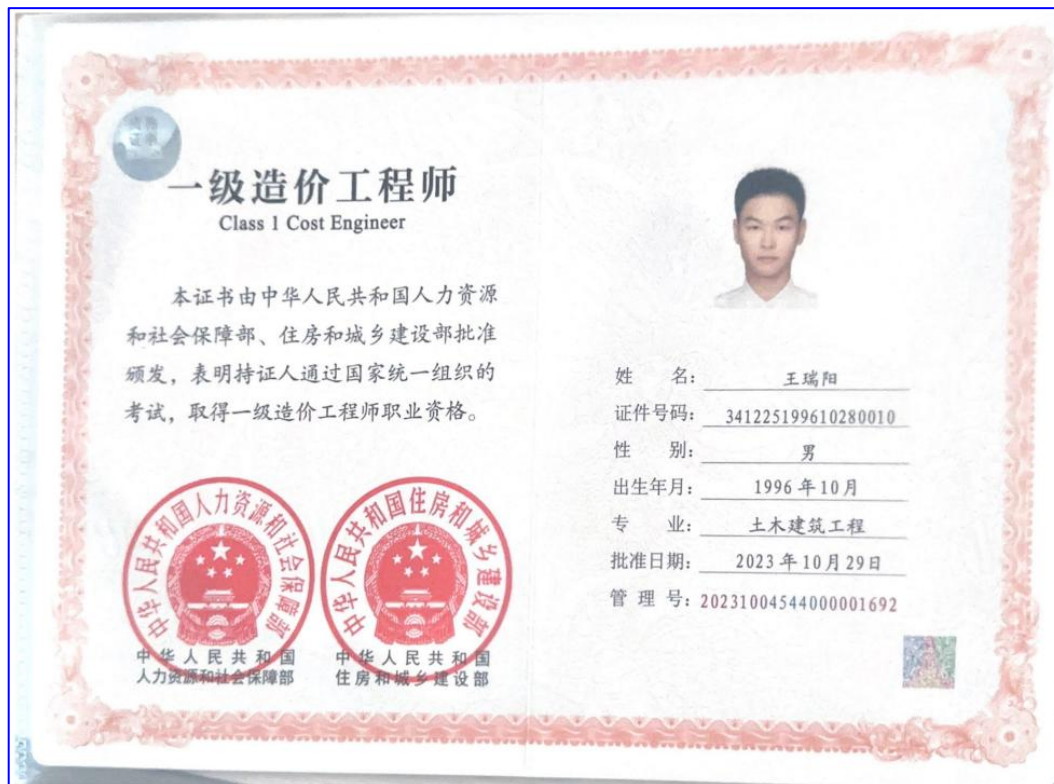 一级造价工程师
Class 1 Cost Engineer
本证书由中华人民共和国人力资源
和社会保障部、住房和城乡建设部批准
颁发，表明持证人通过国家统一组织的
考试，取得一级造价工程师职业资格。
中华人民共和国人力资源和社会保障部
中华人民共和国住房和城乡建设部
中华人民共和国
人力资源和社会保障部
中华人民共和国
住房和城乡建设部
姓 名：王瑞阳
证件号码：341225199610280010
性 别：男
出生年月：1996年10月
专 业：土木建筑工程
批准日期：2023年10月29日
管 理 号：20231004544000001692